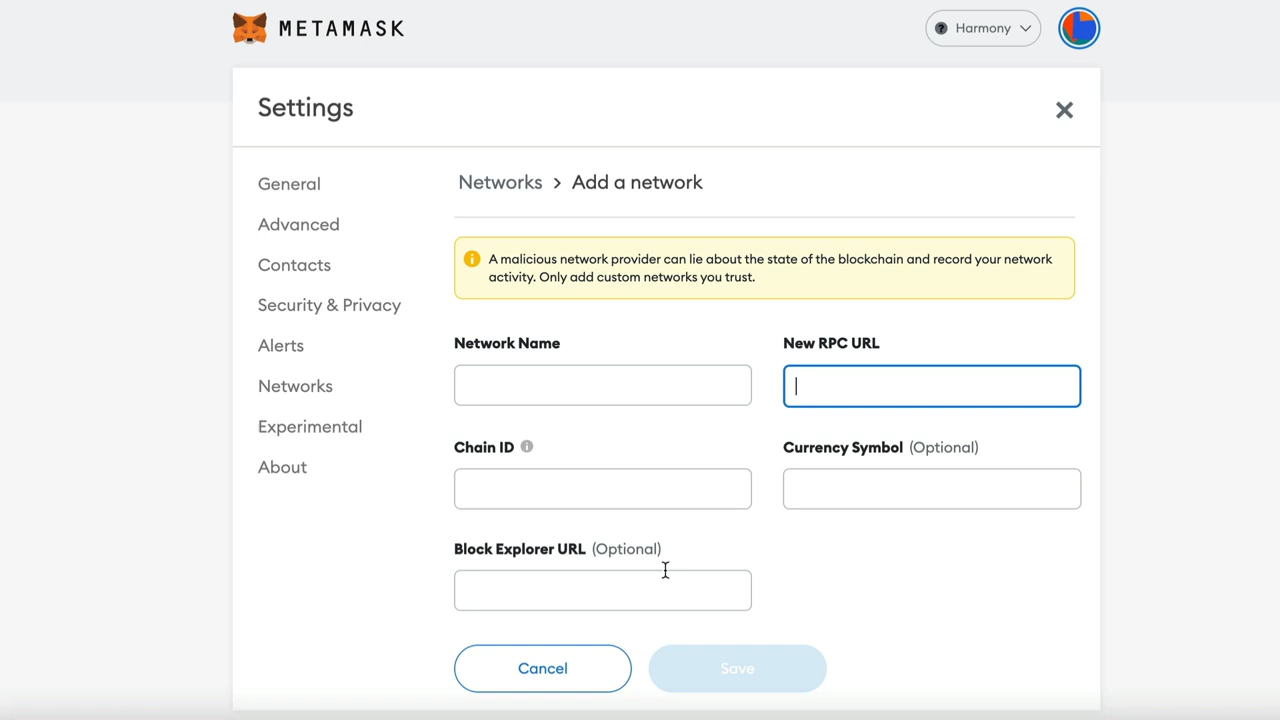 METAMASK
Harmony
Settings
General
Advanced
Contacts
Security & Privacy
Alerts
Networks
Experimental
About
Networks > Add a network
A malicious network provider can lie about the state of the blockchain and record your network
activity. Only add custom networks you trust.
Network Name
New RPC URL
Chain ID
Currency Symbol (Optional)
Block Explorer URL (Optional)
Cancel
Save